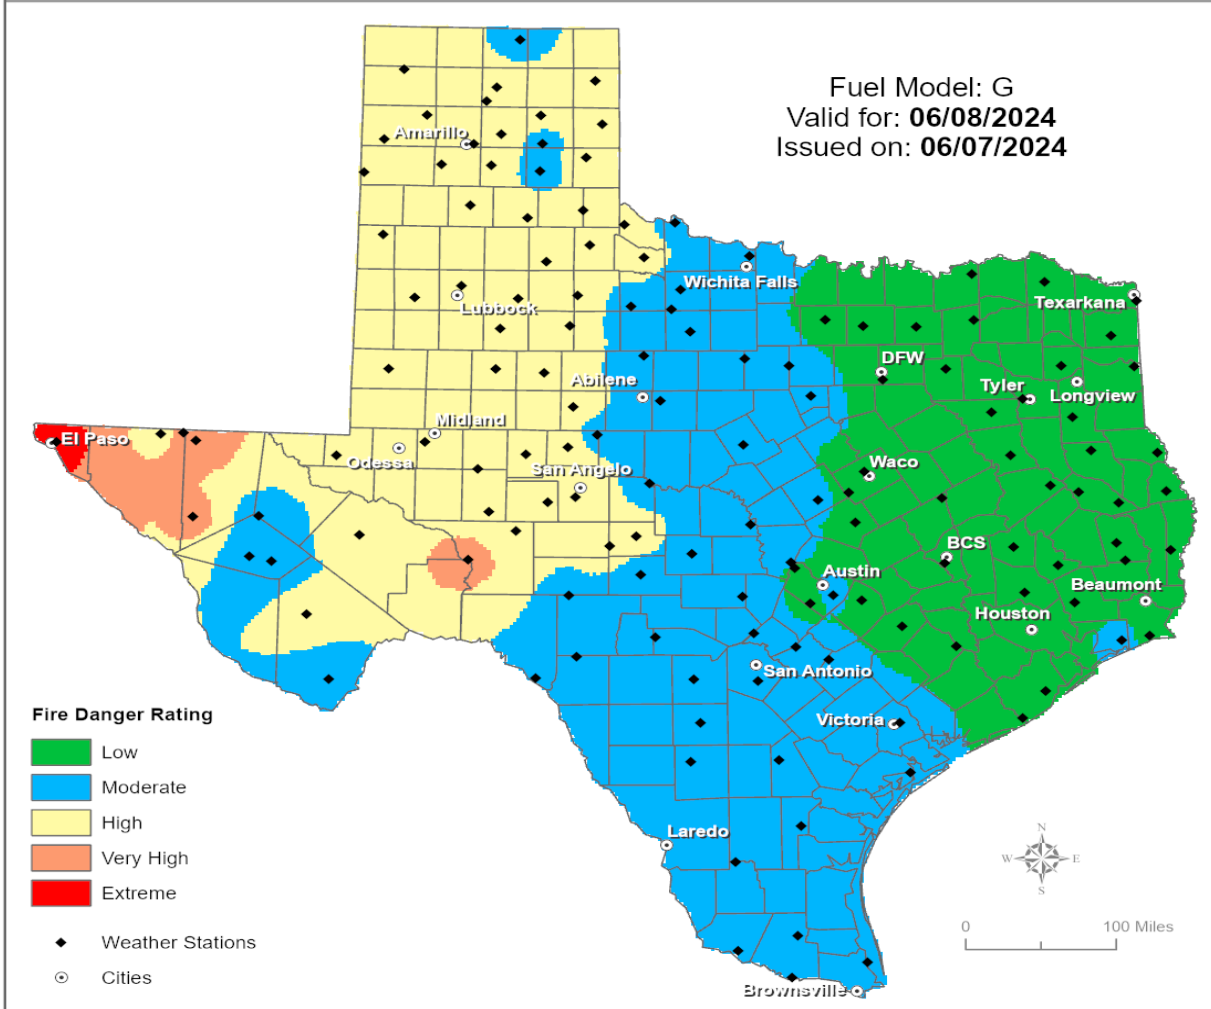 Fuel Model: G
Valid for: 06/08/2024
Issued on: 06/07/2024
Amarillo
Wichita Falls
Lubbock
Texarkana
DFW
Abilene
Tyler
Longview
Midland
El Paso
Odessa
San Angelo
Waco
BCS
Austin
Beaumont
Houston
San Antonio
Victoria
Laredo
Brownsville
Fire Danger Rating
Low
Moderate
High
Very High
Extreme
Weather Stations
Cities
N
W E
S
0 100 Miles